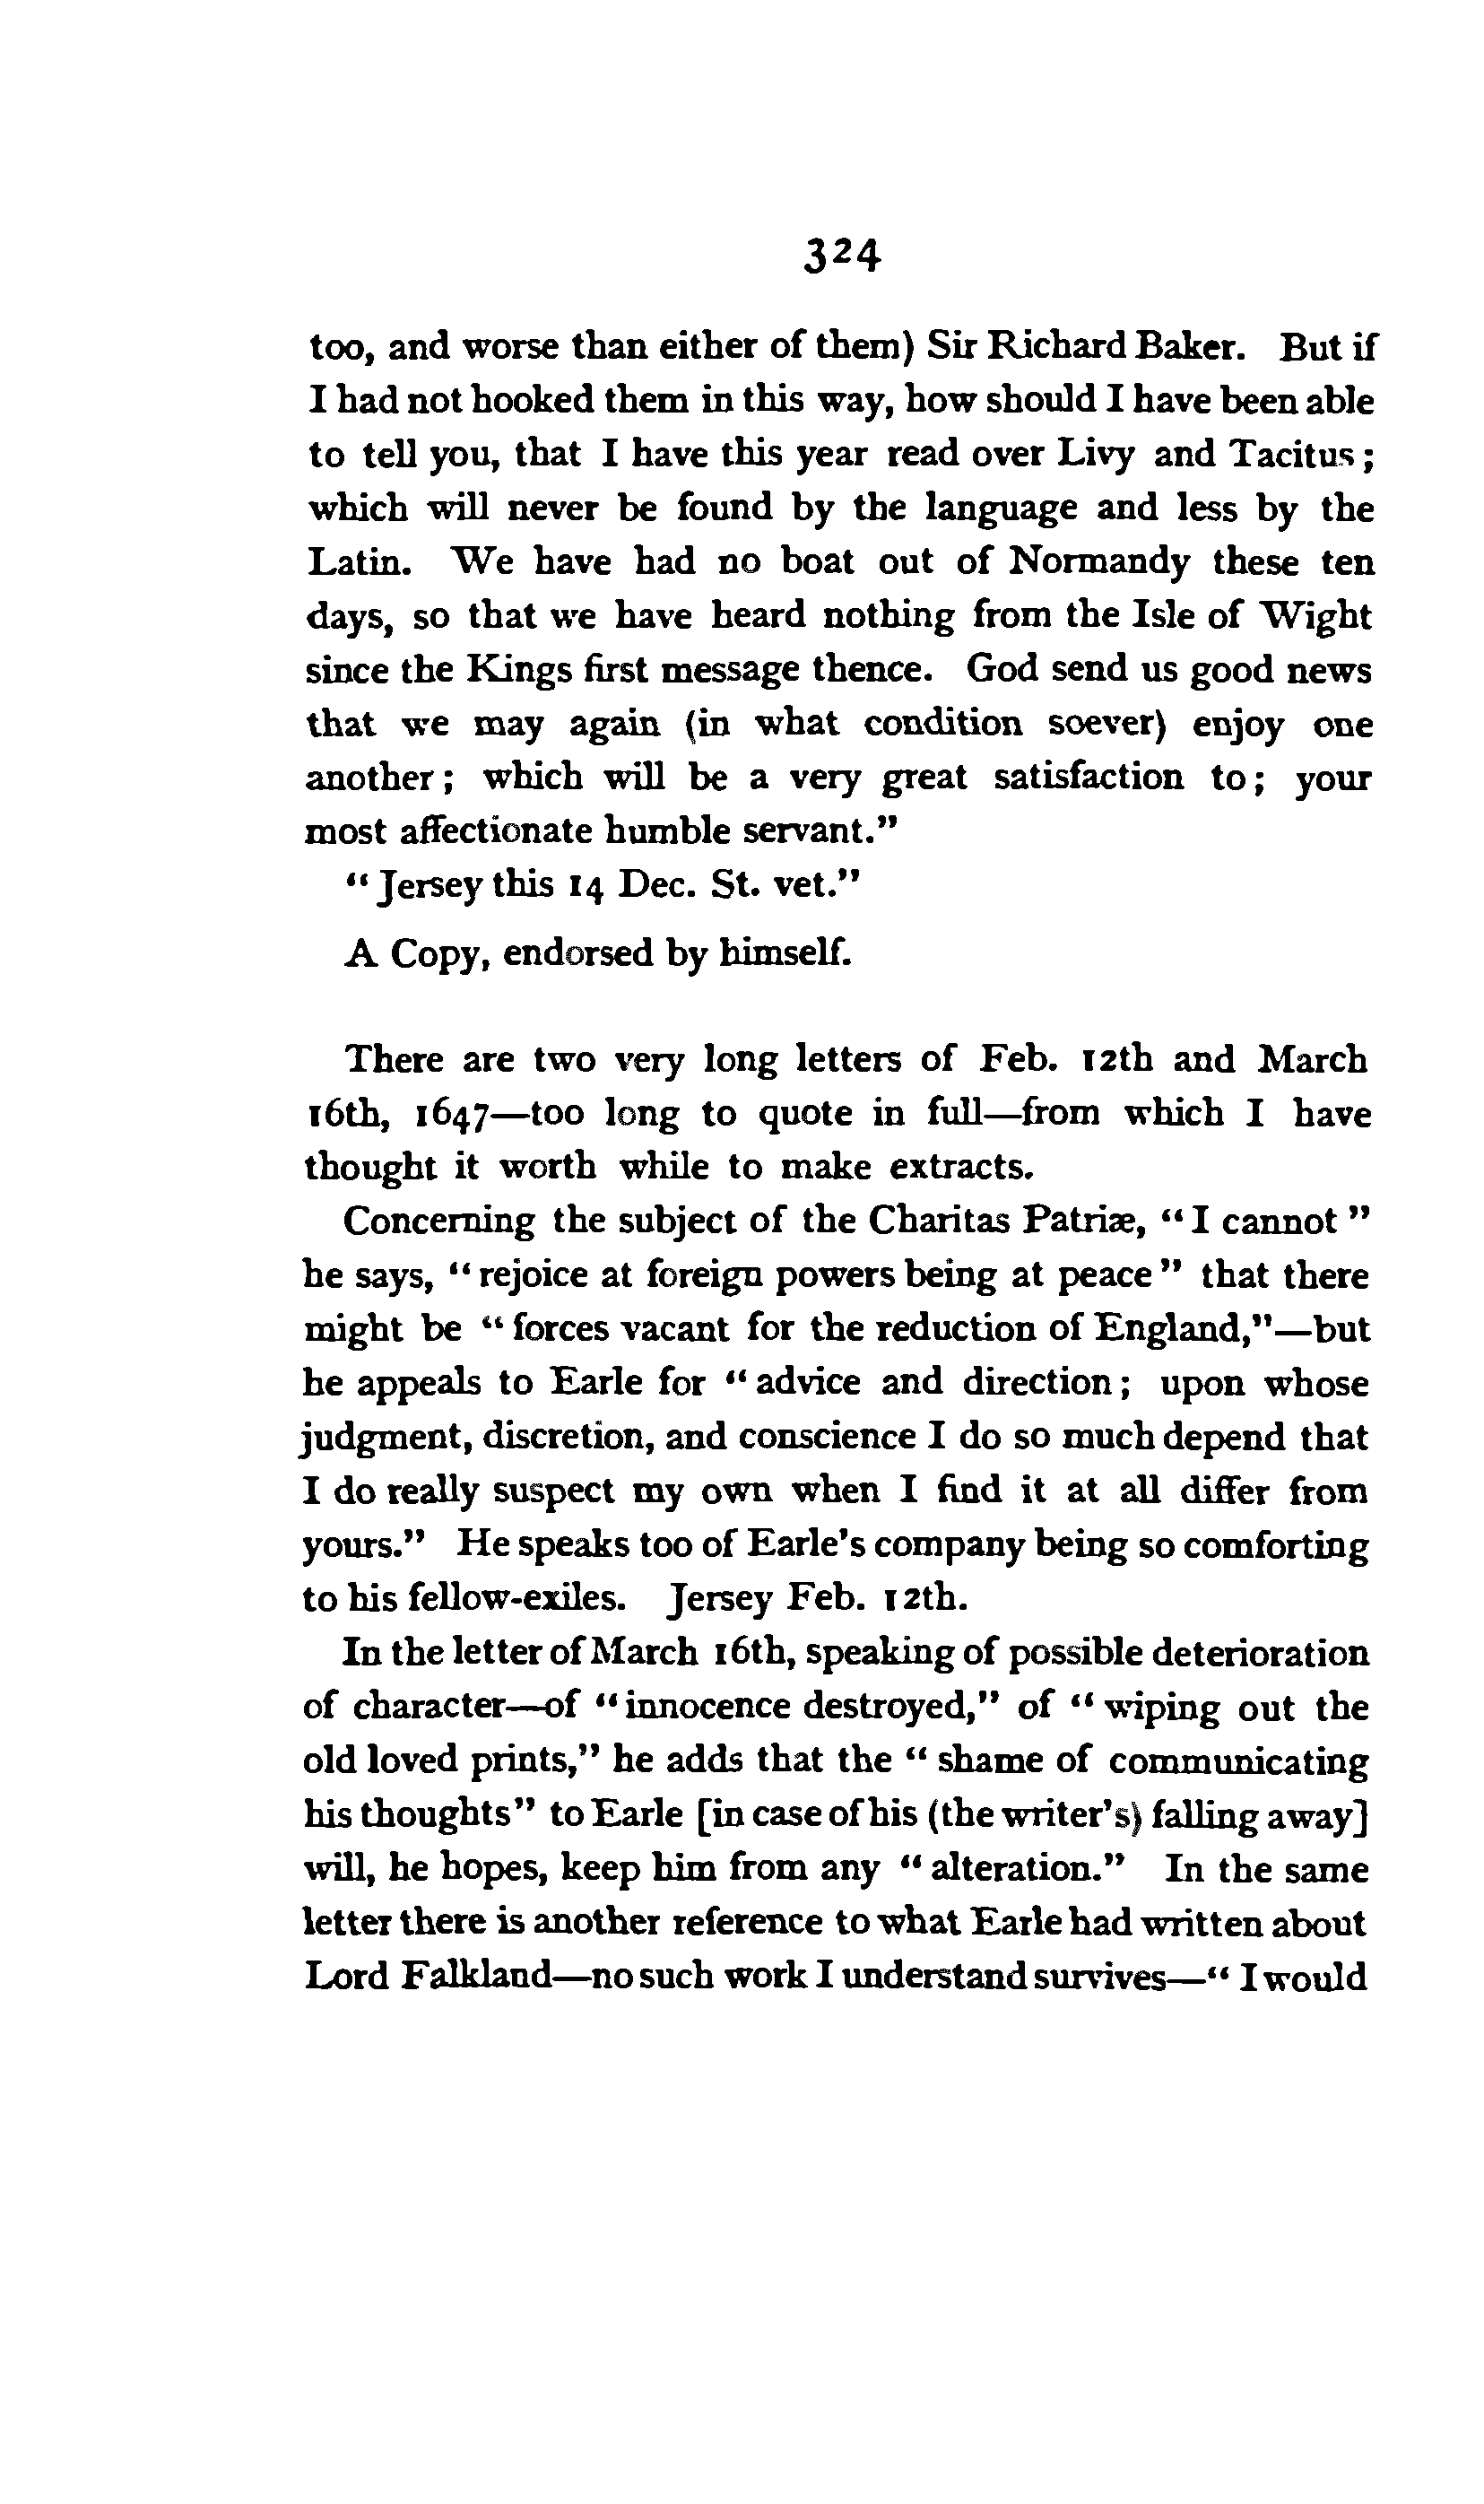 324
too, and worse than either of them) Sir Richard Baker. But if
I had not hooked them in this way, how should I have been able
to tell you, that I have this year read over Livy and Tacitus;
which will never be found by the language and less by the
Latin. We have had no boat out of Normandy these ten
days, so that we have heard nothing from the Isle of Wight
since the Kings first message thence. God send us good news
that we may again (in what condition soever) enjoy one
another; which will be a very great satisfaction to; your
most affectionate humble servant."
"Jersey this 14 Dec. St. vet."
A Copy, endorsed by himself.
There are two very long letters of Feb. 12th and March
16th, 1647—too long to quote in full—from which I have
thought it worth while to make extracts.
Concerning the subject of the Charitas Patriæ, "I cannot"
he says, "rejoice at foreign powers being at peace" that there
might be "forces vacant for the reduction of England,"—but
he appeals to Earle for "advice and direction; upon whose
judgment, discretion, and conscience I do so much depend that
I do really suspect my own when I find it at all differ from
yours." He speaks too of Earle's company being so comforting
to his fellow-exiles. Jersey Feb. 12th.
In the letter of March 16th, speaking of possible deterioration
of character—of "innocence destroyed," of "wiping out the
old loved prints," he adds that the "shame of communicating
his thoughts" to Earle [in case of his (the writer's) falling away]
will, he hopes, keep him from any "alteration." In the same
letter there is another reference to what Earle had written about
Lord Falkland—no such work I understand survives—"I would